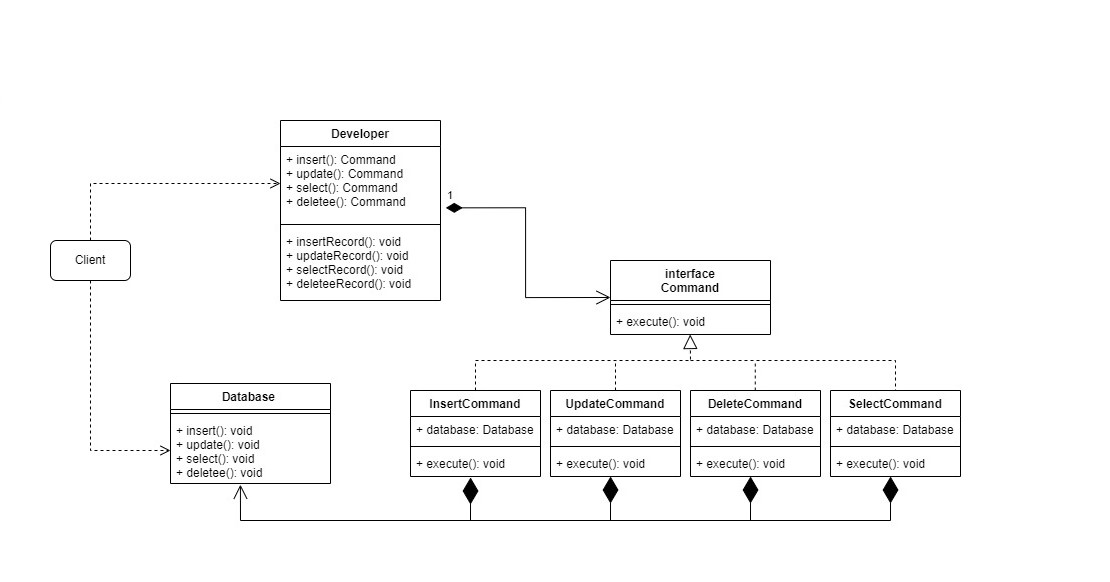 Developer
+ insert(): Command
+ update(): Command
+ select(): Command
+ deletee(): Command
+ insertRecord(): void
+ updateRecord(): void
+ selectRecord(): void
+ deleteeRecord(): void
1
Client
interface
Command
+ execute(): void
Database
+ insert(): void
+ update(): void
+ select(): void
+ deletee(): void
InsertCommand
+ database: Database
+ execute(): void
UpdateCommand
+ database: Database
+ execute(): void
DeleteCommand
+ database: Database
+ execute(): void
SelectCommand
+ database: Database
+ execute(): void